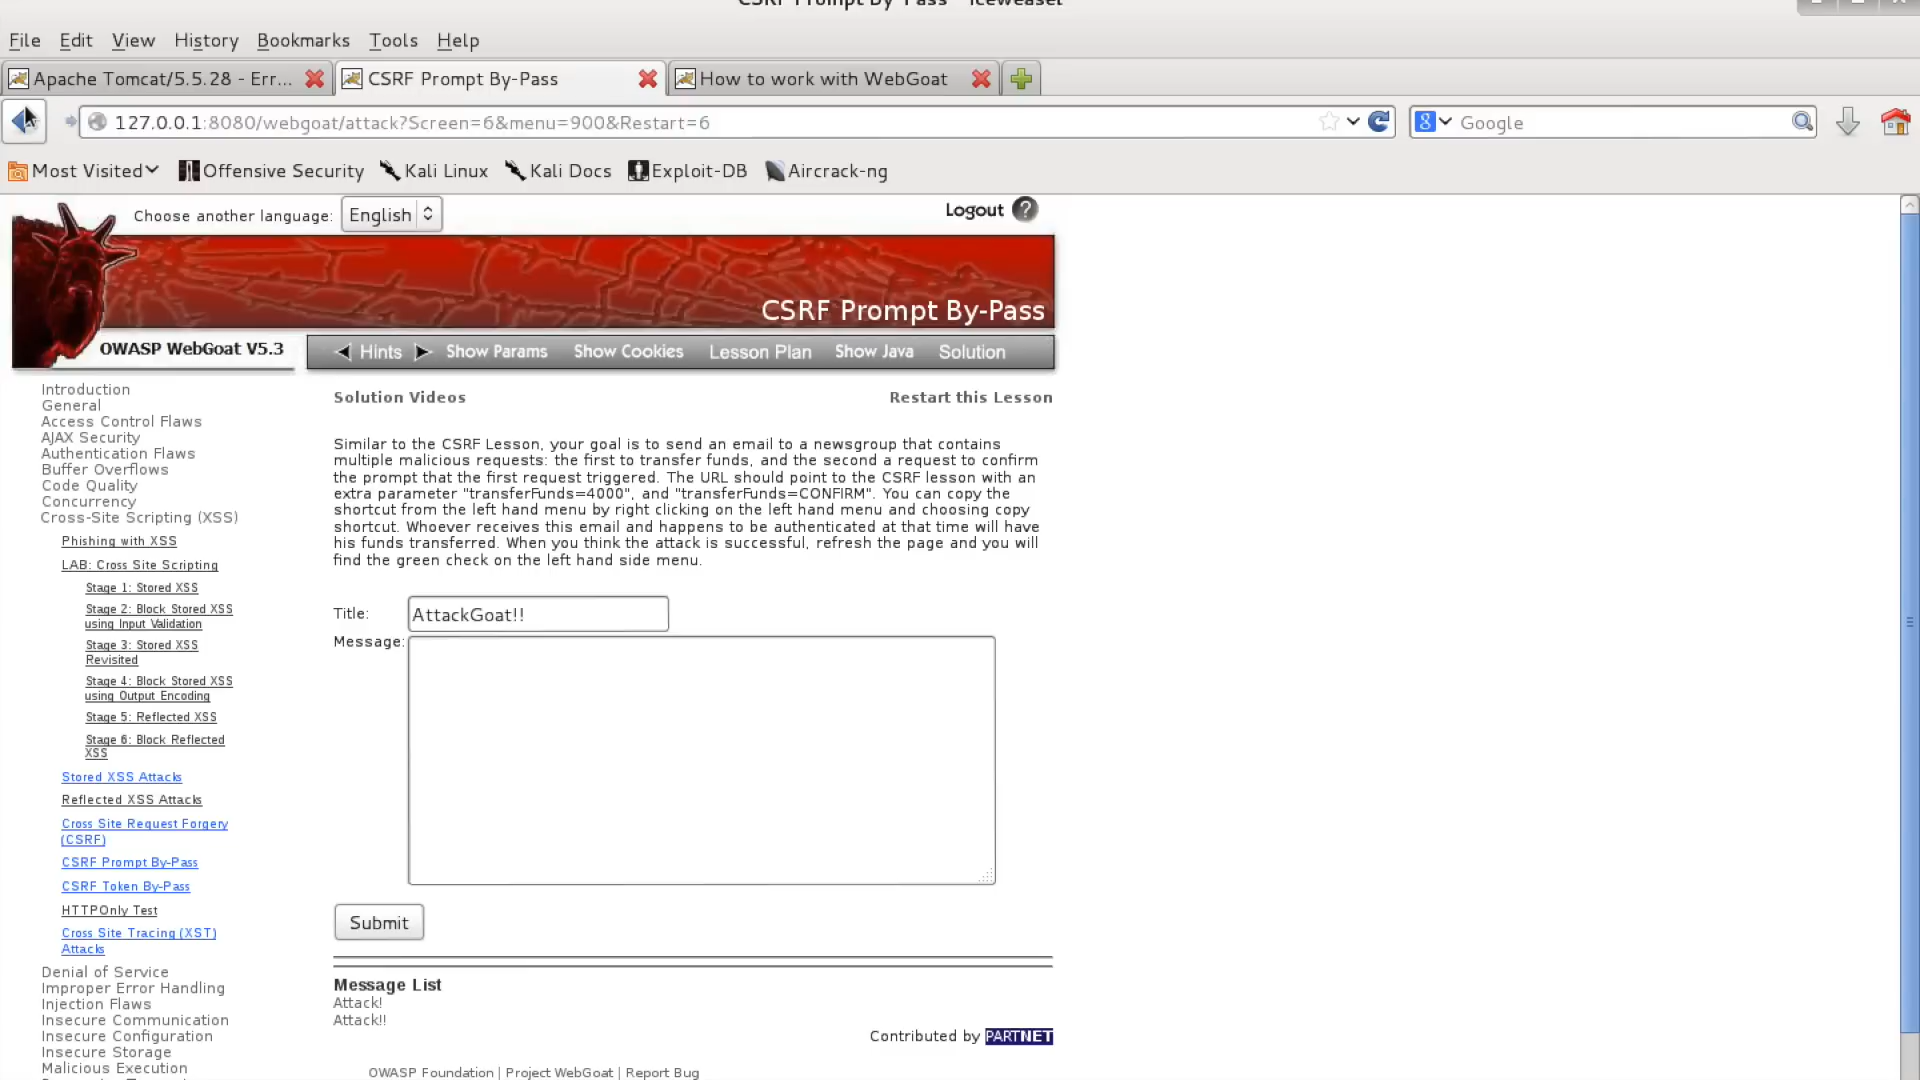 CSRF Prompt By-Pass - Iceweasel
File Edit View History Bookmarks Tools Help
Apache Tomcat/5.5.28 - Err...
CSRF Prompt By-Pass
How to work with WebGoat
127.0.0.1:8080/webgoat/attack?Screen=6&menu=900&Restart=6
Google
Most Visited
Offensive Security
Kali Linux
Kali Docs
Exploit-DB
Aircrack-ng
Choose another language: English
Logout ?
CSRF Prompt By-Pass
OWASP WebGoat V5.3
Hints Show Params Show Cookies Lesson Plan Show Java Solution
Introduction
General
Access Control Flaws
AJAX Security
Authentication Flaws
Buffer Overflows
Code Quality
Concurrency
Cross-Site Scripting (XSS)
Phishing with XSS
LAB: Cross Site Scripting
Stage 1: Stored XSS
Stage 2: Block Stored XSS
using Input Validation
Stage 3: Stored XSS
Revisited
Stage 4: Block Stored XSS
using Output Encoding
Stage 5: Reflected XSS
Stage 6: Block Reflected
XSS
Stored XSS Attacks
Reflected XSS Attacks
Cross Site Request Forgery
(CSRF)
CSRF Prompt By-Pass
CSRF Token By-Pass
HTTPOnly Test
Cross Site Tracing (XST)
Attacks
Denial of Service
Improper Error Handling
Injection Flaws
Insecure Communication
Insecure Configuration
Insecure Storage
Malicious Execution
Solution Videos
Restart this Lesson
Similar to the CSRF Lesson, your goal is to send an email to a newsgroup that contains
multiple malicious requests: the first to transfer funds, and the second a request to confirm
the prompt that the first request triggered. The URL should point to the CSRF lesson with an
extra parameter "transferFunds=4000", and "transferFunds=CONFIRM". You can copy the
shortcut from the left hand menu by right clicking on the left hand menu and choosing copy
shortcut. Whoever receives this email and happens to be authenticated at that time will have
his funds transferred. When you think the attack is successful, refresh the page and you will
find the green check on the left hand side menu.
Title: AttackGoat!!
Message:
Submit
Message List
Attack!
Attack!!
Contributed by PARTNET
OWASP Foundation | Project WebGoat | Report Bug